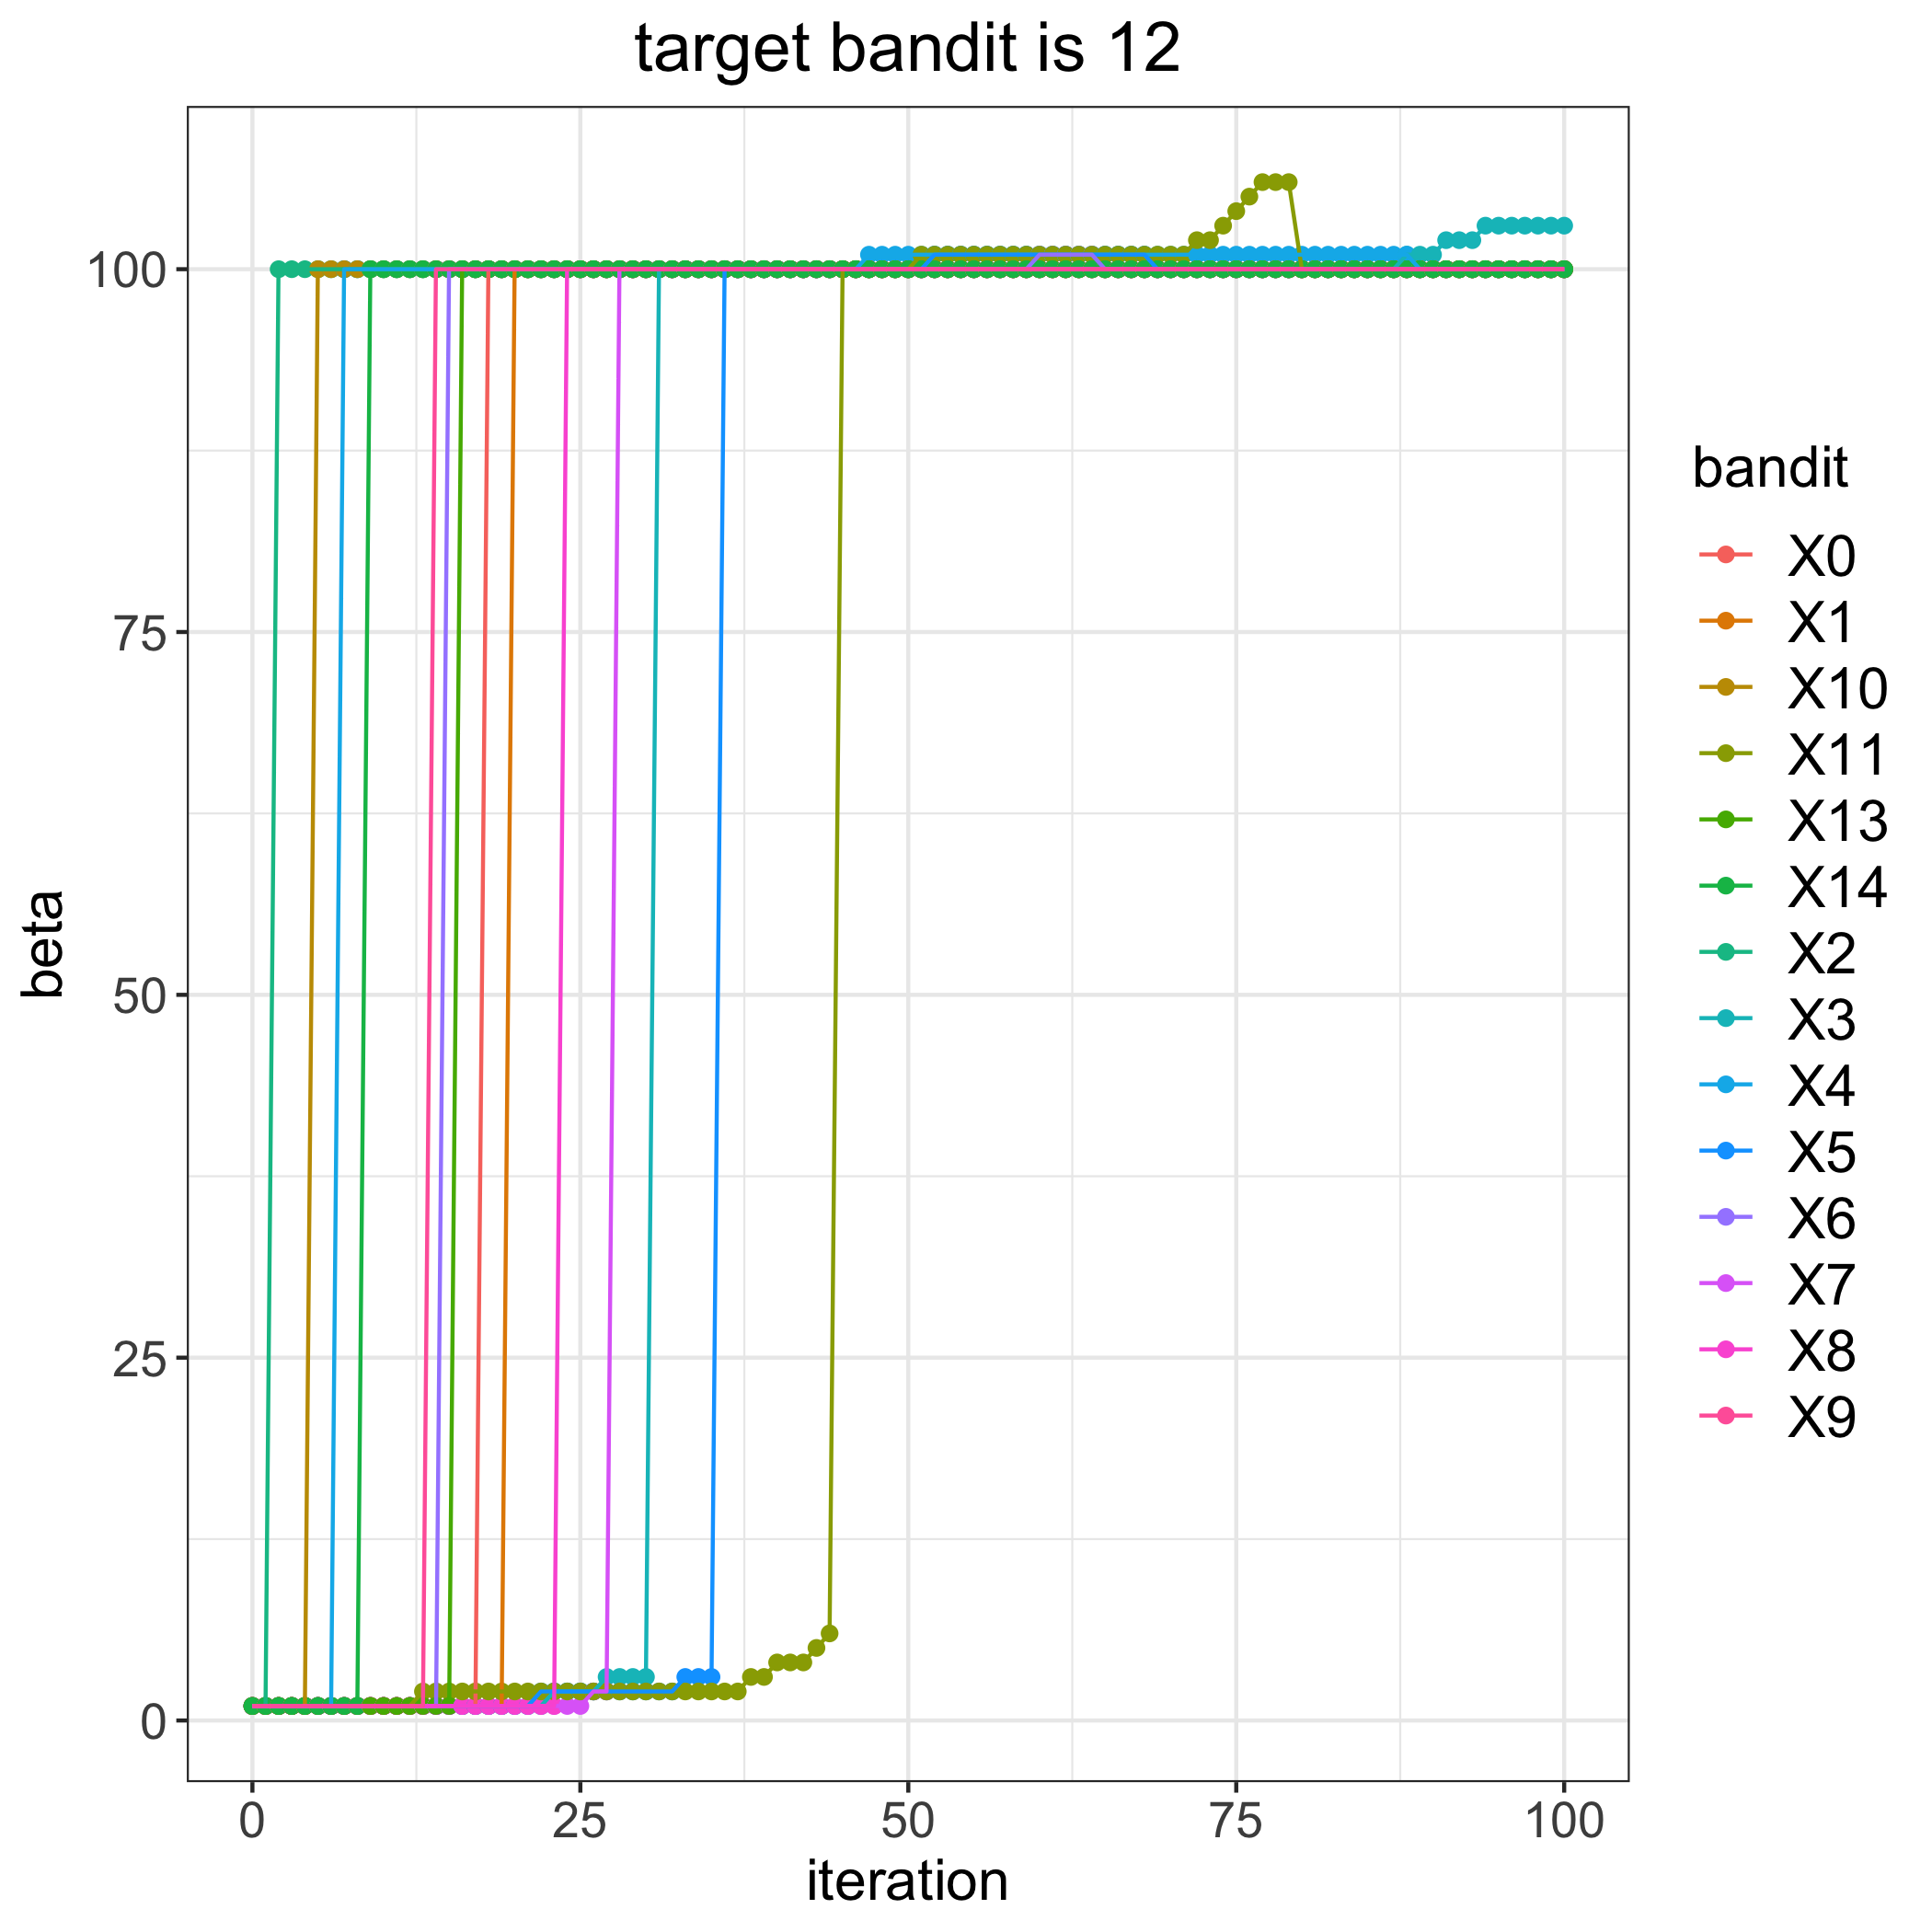 target bandit is 12
100
75
50
25
0
beta
0 25 50 75 100
iteration
bandit
X0
X1
X10
X11
X13
X14
X2
X3
X4
X5
X6
X7
X8
X9